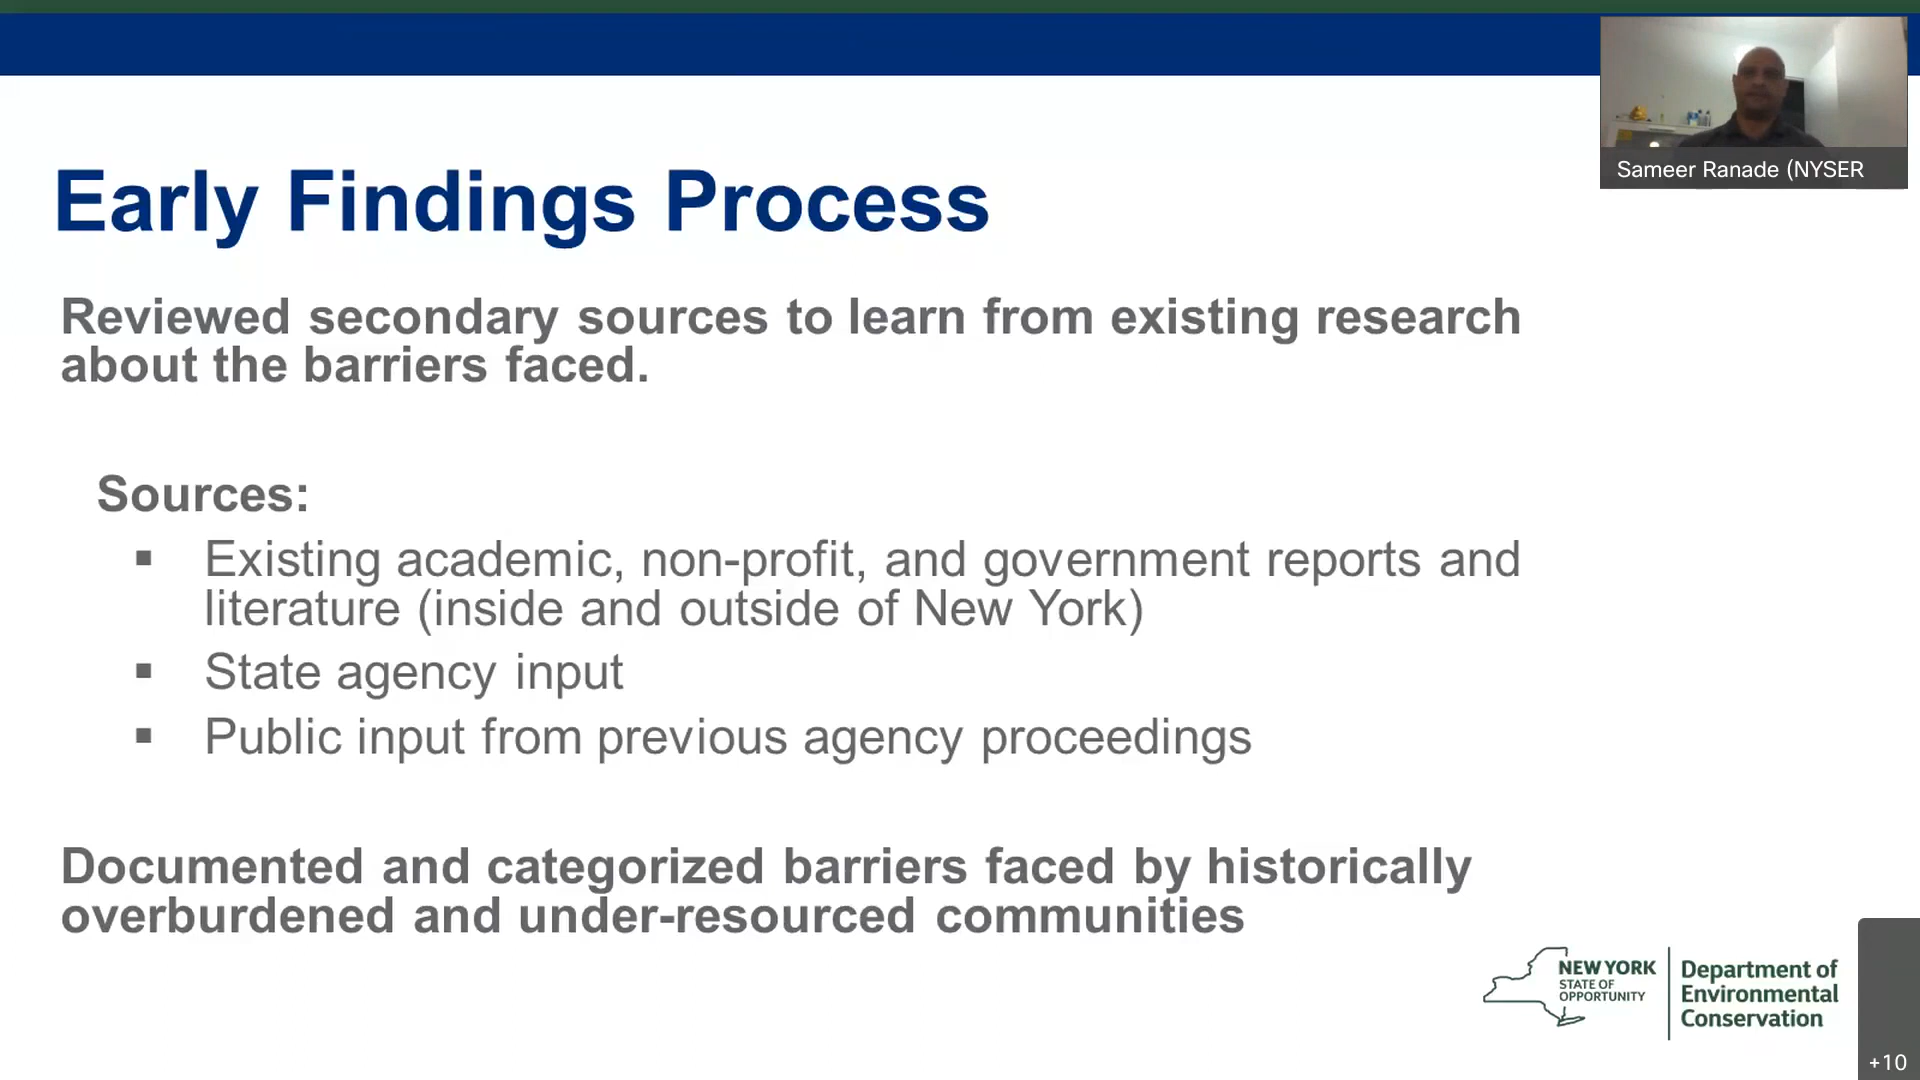 Sameer Ranade (NYSER
Early Findings Process
Reviewed secondary sources to learn from existing research
about the barriers faced.
Sources:
▪ Existing academic, non-profit, and government reports and
literature (inside and outside of New York)
▪ State agency input
▪ Public input from previous agency proceedings
Documented and categorized barriers faced by historically
overburdened and under-resourced communities
NEW YORK
STATE OF
OPPORTUNITY
Department of
Environmental
Conservation
+10